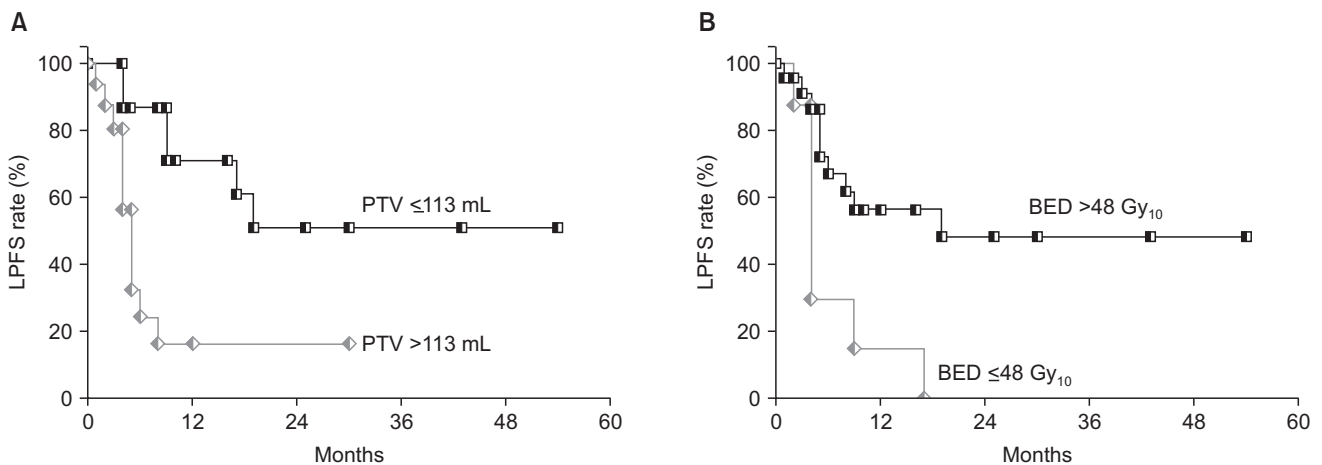 A
LPFS rate (%)
100
80
60
40
20
0
PTV ≤113 mL
PTV >113 mL
0 12 24 36 48 60
Months
B
LPFS rate (%)
100
80
60
40
20
0
BED >48 Gy₁₀
BED ≤48 Gy₁₀
0 12 24 36 48 60
Months